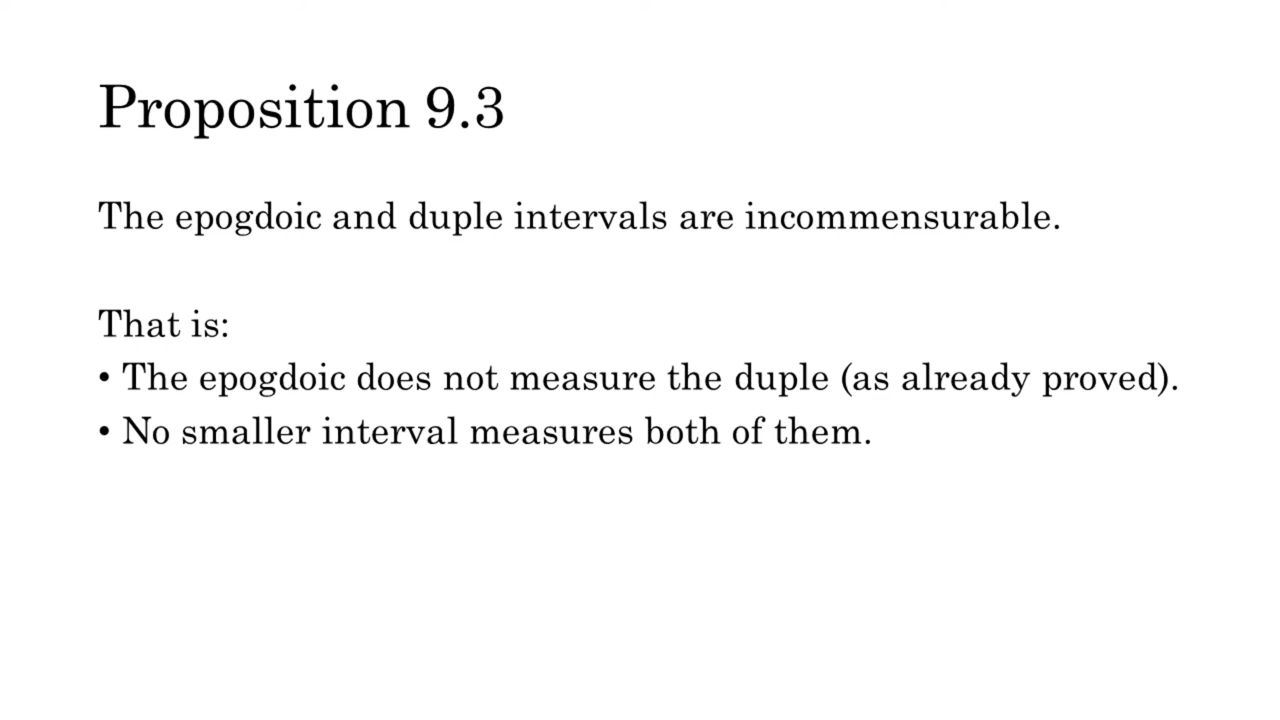 Proposition 9.3
The epogdoic and duple intervals are incommensurable.
That is:
• The epogdoic does not measure the duple (as already proved).
• No smaller interval measures both of them.